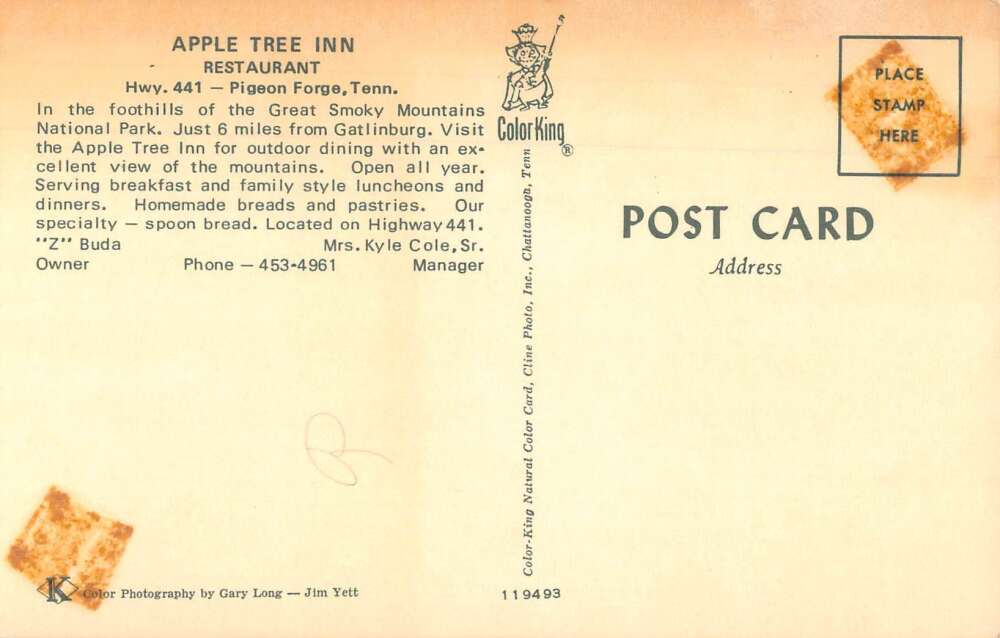 APPLE TREE INN
RESTAURANT
Hwy. 441 — Pigeon Forge, Tenn.
In the foothills of the Great Smoky Mountains
National Park. Just 6 miles from Gatlinburg. Visit
the Apple Tree Inn for outdoor dining with an ex-
cellent view of the mountains. Open all year.
Serving breakfast and family style luncheons and
dinners. Homemade breads and pastries. Our
specialty — spoon bread. Located on Highway 441.
"Z" Buda Mrs. Kyle Cole, Sr.
Owner Phone — 453-4961 Manager
K Color Photography by Gary Long — Jim Yett
ColorKing®
Color-King Natural Color Card, Cline Photo, Inc., Chattanooga, Tenn
119493
PLACE
STAMP
HERE
POST CARD
Address